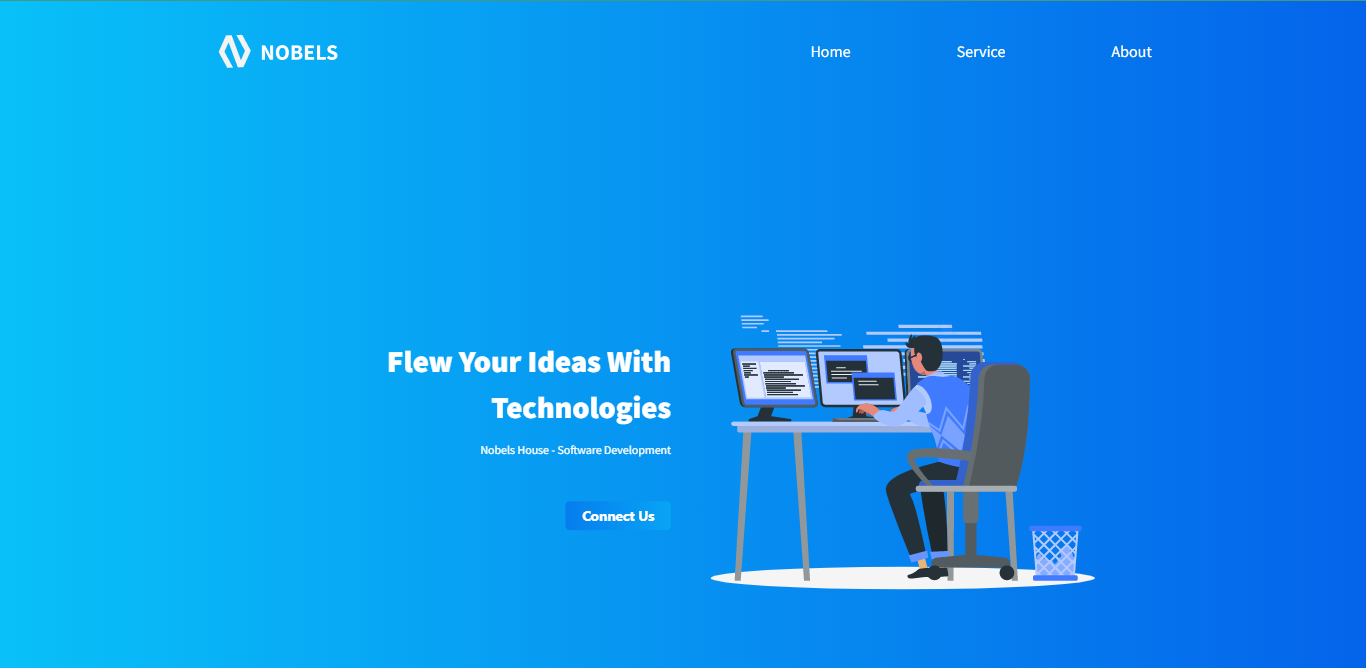 NOBELS
Home
Service
About
Flew Your Ideas With
Technologies
Nobels House - Software Development
Connect Us